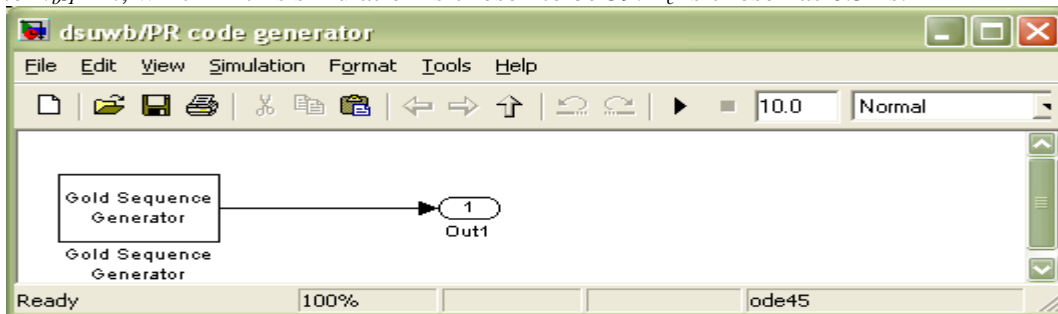 dsuwb/PR code generator
File Edit View Simulation Format Tools Help
10.0 Normal
Gold Sequence
Generator
1
Out1
Gold Sequence
Generator
Ready 100% ode45